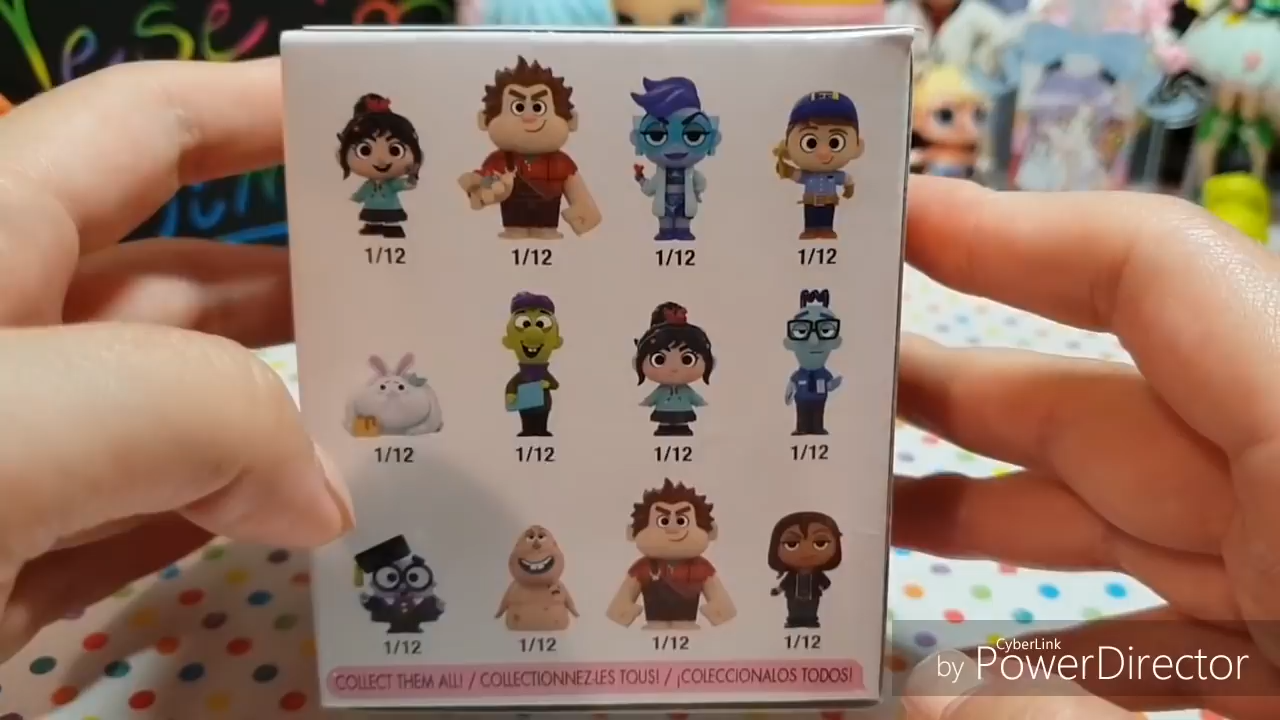 1/12 1/12 1/12 1/12
1/12 1/12 1/12 1/12
1/12 1/12 1/12 1/12
COLLECT THEM ALL! / COLLECTIONNEZ-LES TOUS! / ¡COLECCIONALOS TODOS!
CyberLink
by PowerDirector